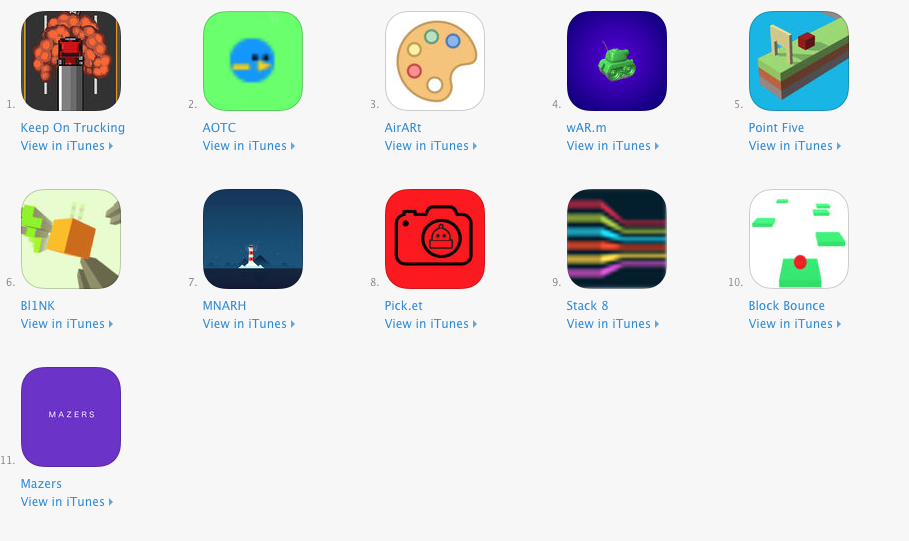 1.
Keep On Trucking
View in iTunes
2.
AOTC
View in iTunes
3.
AirARt
View in iTunes
4.
wAR.m
View in iTunes
5.
Point Five
View in iTunes
6.
Bl1NK
View in iTunes
7.
MNARH
View in iTunes
8.
Pick.et
View in iTunes
9.
Stack 8
View in iTunes
10.
Block Bounce
View in iTunes
MAZERS
11.
Mazers
View in iTunes